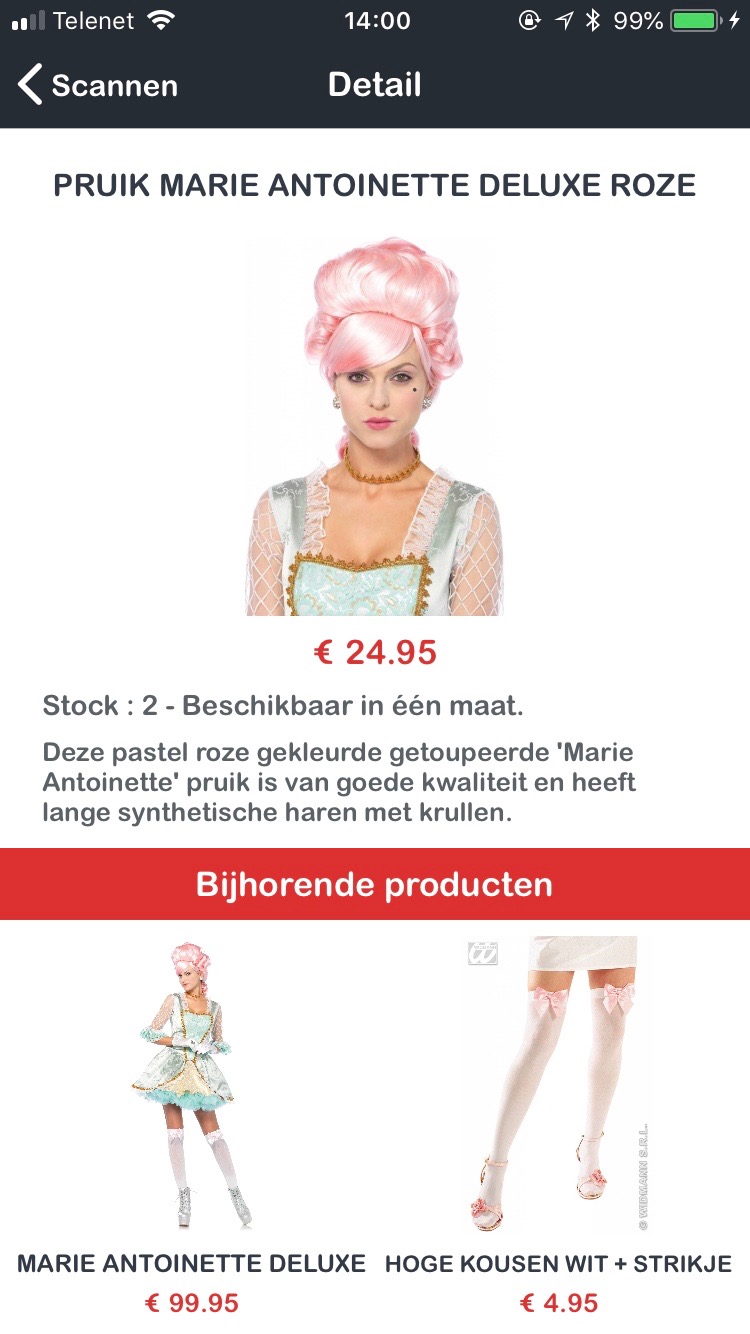 Telenet 14:00 99%
Scannen Detail
PRUIK MARIE ANTOINETTE DELUXE ROZE
€ 24.95
Stock : 2 - Beschikbaar in één maat.
Deze pastel roze gekleurde getoupeerde 'Marie
Antoinette' pruik is van goede kwaliteit en heeft
lange synthetische haren met krullen.
Bijhorende producten
W
© WIDMANN S.R.L.
MARIE ANTOINETTE DELUXE HOGE KOUSEN WIT + STRIKJE
€ 99.95 € 4.95